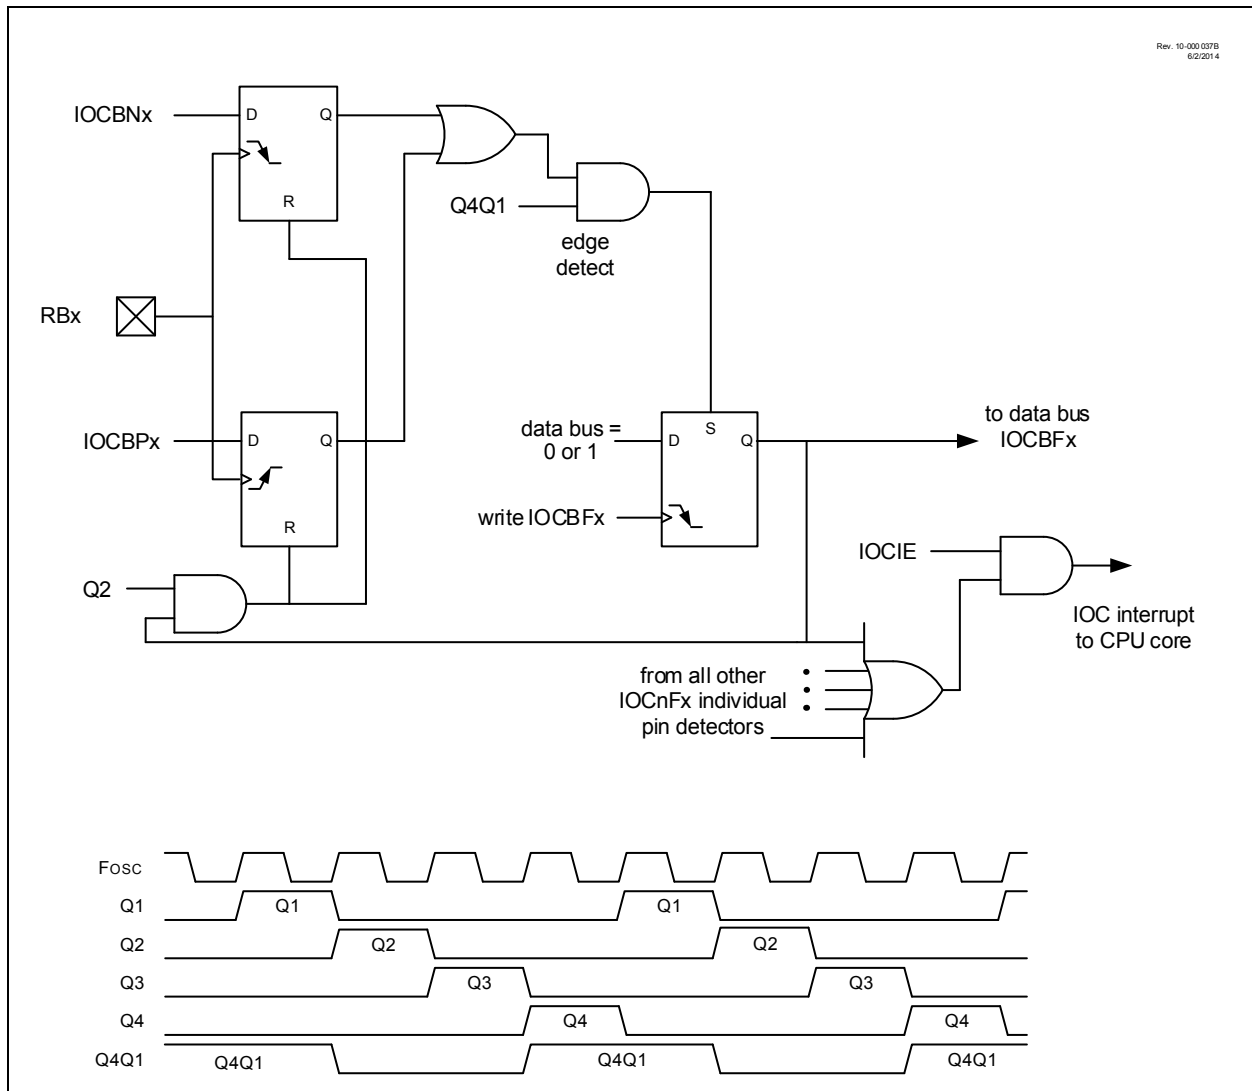 Rev. 10-000 037B
6/2/2014
IOCBNx
D
Q
R
Q4Q1
edge
detect
RBx
IOCBPx
D
Q
R
data bus =
0 or 1
D
S
Q
write IOCBFx
to data bus
IOCBFx
IOCIE
IOC interrupt
to CPU core
Q2
from all other
IOCnFx individual
pin detectors
FOSC
Q1
Q1
Q1
Q2
Q2
Q2
Q3
Q3
Q3
Q4
Q4
Q4
Q4Q1
Q4Q1
Q4Q1
Q4Q1